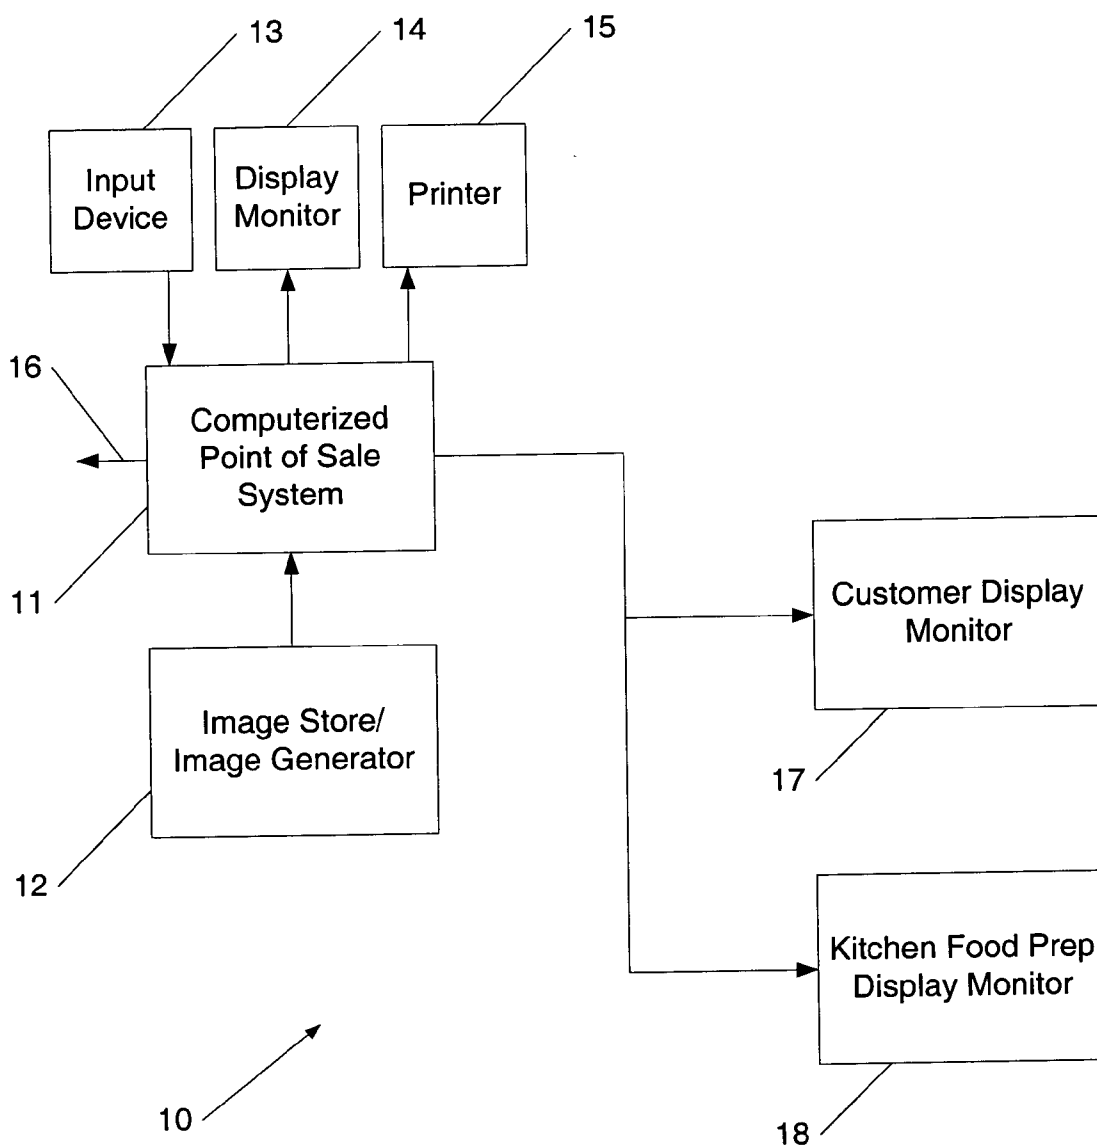 13
14
15
Input
Device
Display
Monitor
Printer
16
Computerized
Point of Sale
System
11
Customer Display
Monitor
Image Store/
Image Generator
17
12
Kitchen Food Prep
Display Monitor
10
18